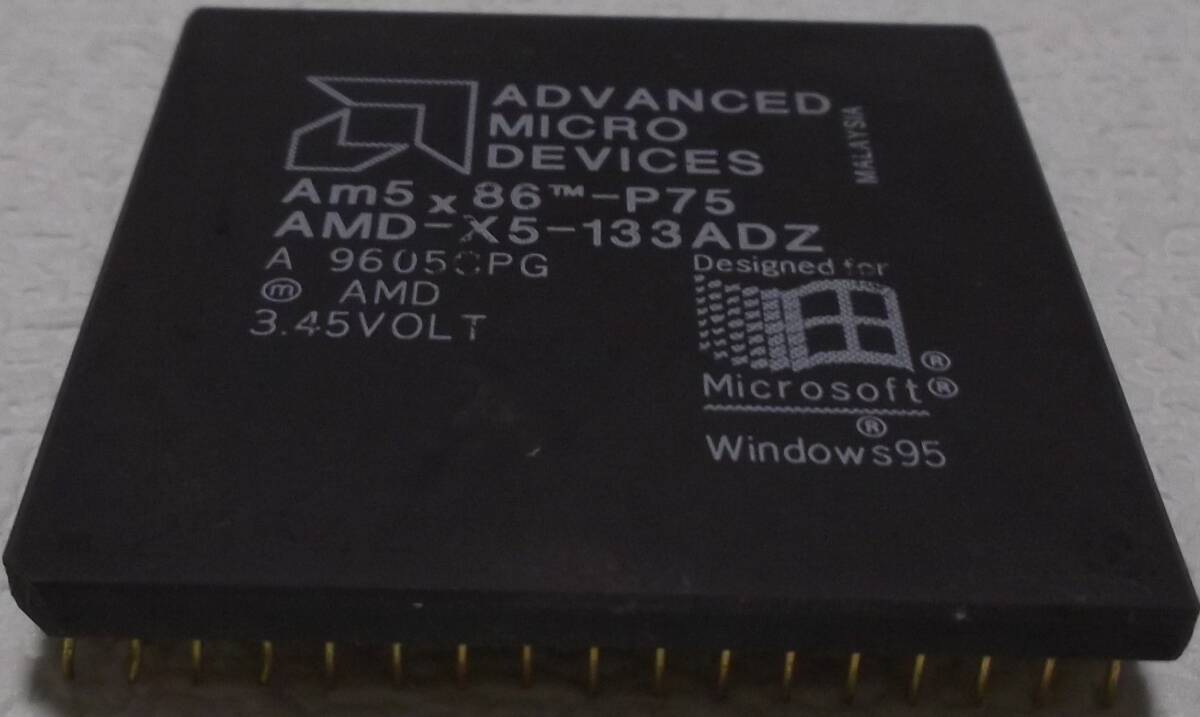 ADVANCED
MICRO
DEVICES
MALAYSIA
Am5x86™-P75
AMD-X5-133ADZ
A 9605CPG
ⓜ AMD
3.45VOLT
Designed for
®
Microsoft®
®
Windows95